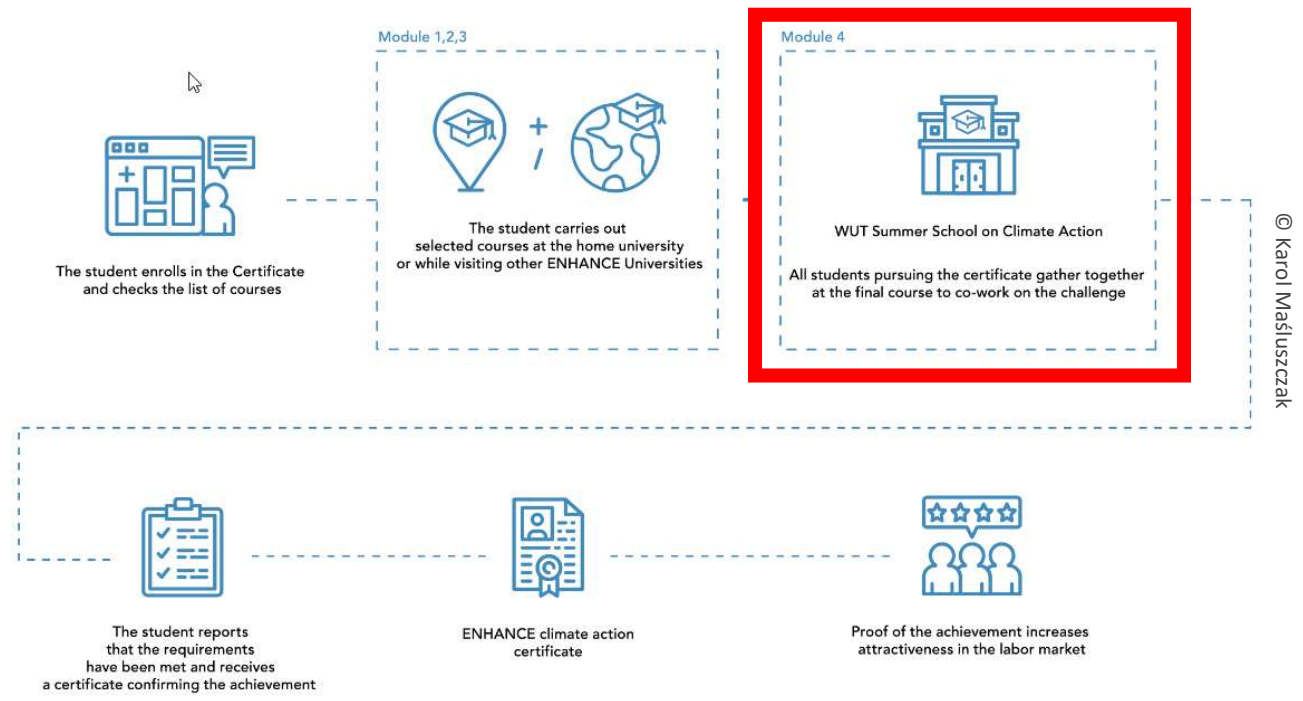 Module 1,2,3
Module 4
The student enrolls in the Certificate
and checks the list of courses
The student carries out
selected courses at the home university
or while visiting other ENHANCE Universities
WUT Summer School on Climate Action
All students pursuing the certificate gather together
at the final course to co-work on the challenge
© Karol Maśluszczak
The student reports
that the requirements
have been met and receives
a certificate confirming the achievement
ENHANCE climate action
certificate
Proof of the achievement increases
attractiveness in the labor market